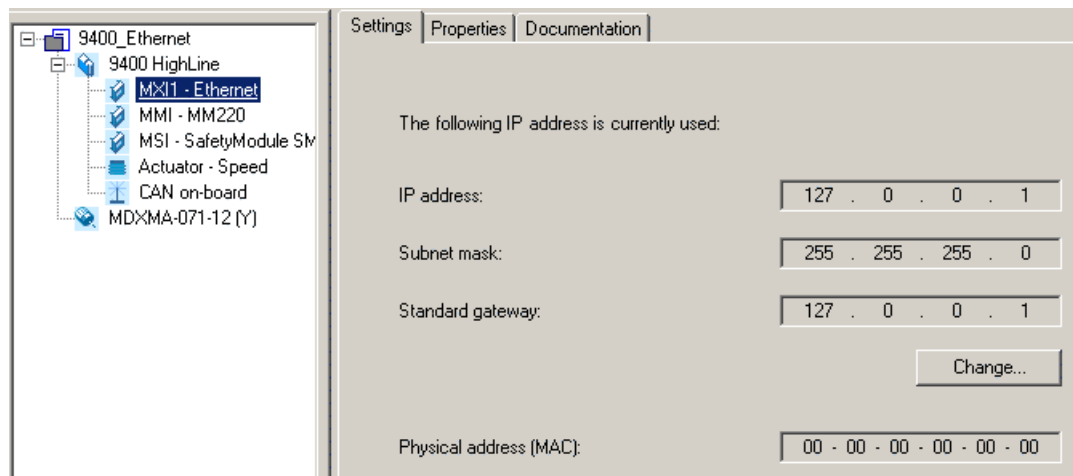 9400_Ethernet
9400 HighLine
MXI1 - Ethernet
MMI - MM220
MSI - SafetyModule SM
Actuator - Speed
CAN on-board
MDXMA-071-12 (Y)
Settings Properties Documentation
The following IP address is currently used:
IP address: 127 . 0 . 0 . 1
Subnet mask: 255 . 255 . 255 . 0
Standard gateway: 127 . 0 . 0 . 1
Change...
Physical address (MAC): 00 - 00 - 00 - 00 - 00 - 00